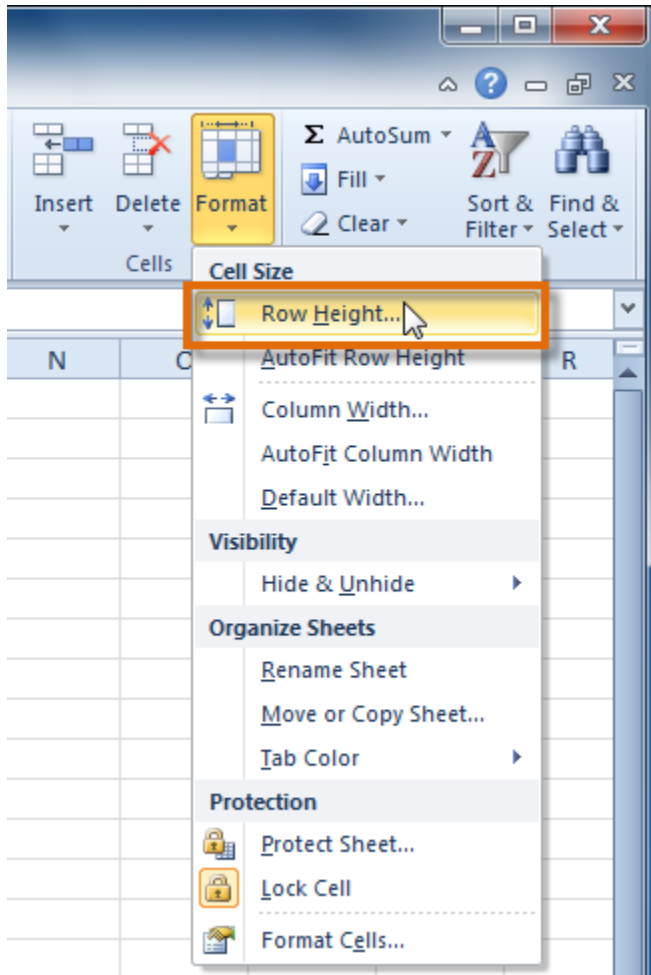 Σ AutoSum
Fill
Clear
Insert Delete Format
Sort & Filter
Find & Select
Cells
Cell Size
Row Height...
N
R
AutoFit Row Height
Column Width...
AutoFit Column Width
Default Width...
Visibility
Hide & Unhide
Organize Sheets
Rename Sheet
Move or Copy Sheet...
Tab Color
Protection
Protect Sheet...
Lock Cell
Format Cells...